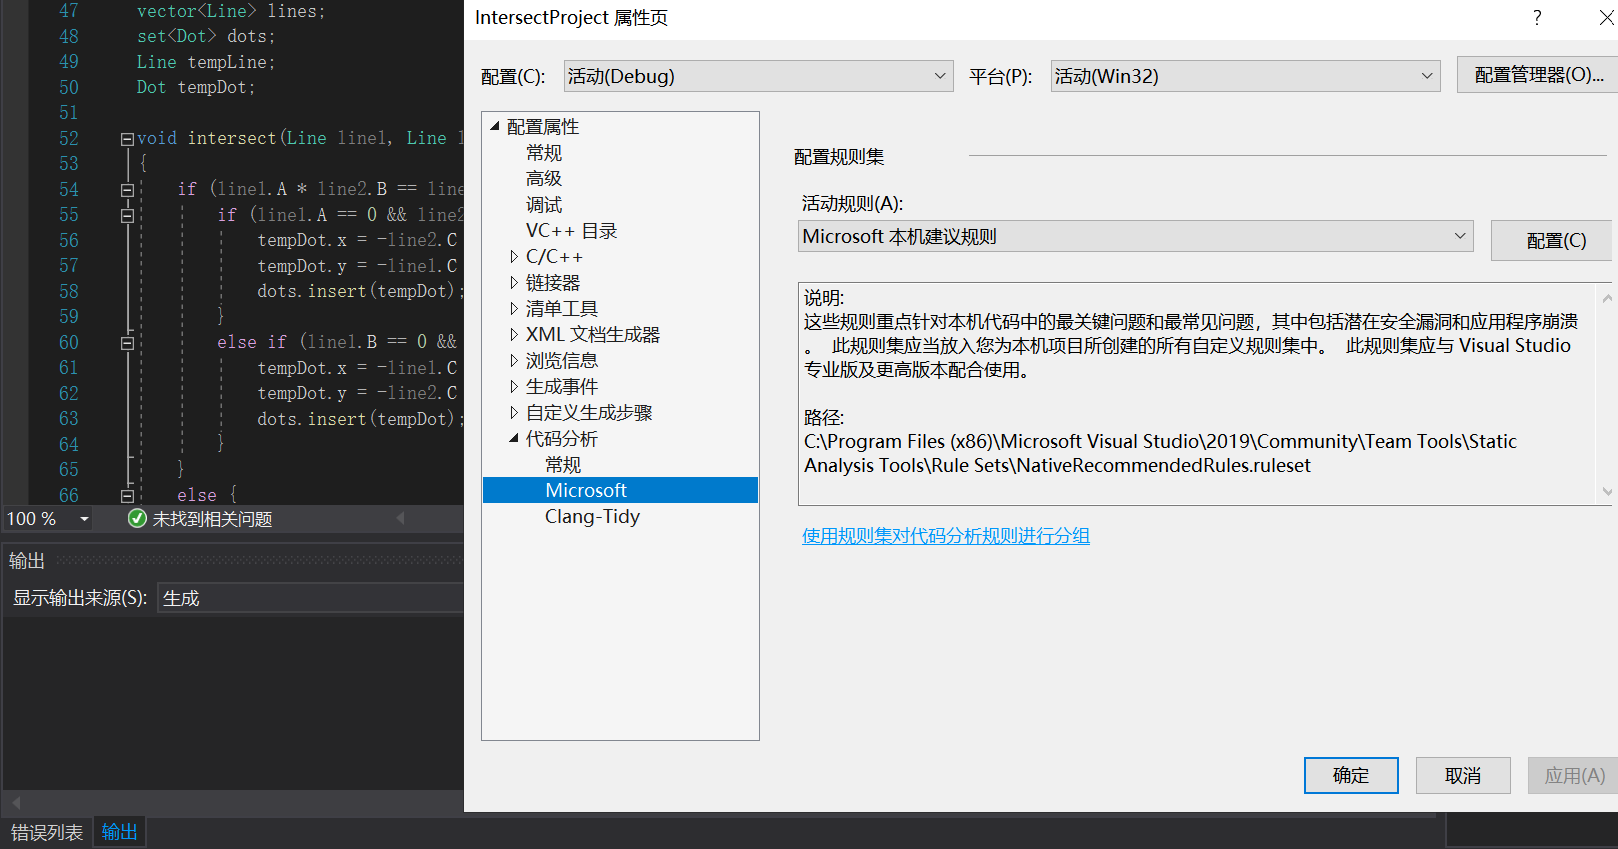 47 vector<Line> lines;
48 set<Dot> dots;
49 Line tempLine;
50 Dot tempDot;
51
52 void intersect(Line line1, Line l
53 {
54 if (line1.A * line2.B == line
55 if (line1.A == 0 && line2
56 tempDot.x = -line2.C
57 tempDot.y = -line1.C
58 dots.insert(tempDot);
59 }
60 else if (line1.B == 0 &&
61 tempDot.x = -line1.C
62 tempDot.y = -line2.C
63 dots.insert(tempDot);
64 }
65 }
66 else {
100 %
未找到相关问题
输出
显示输出来源(S):
生成
错误列表
输出
IntersectProject 属性页
?
配置(C):
活动(Debug)
平台(P):
活动(Win32)
配置管理器(O)...
配置属性
常规
高级
调试
VC++ 目录
C/C++
链接器
清单工具
XML 文档生成器
浏览信息
生成事件
自定义生成步骤
代码分析
常规
Microsoft
Clang-Tidy
配置规则集
活动规则(A):
Microsoft 本机建议规则
配置(C)
说明:
这些规则重点针对本机代码中的最关键问题和最常见问题，其中包括潜在安全漏洞和应用程序崩溃
。 此规则集应当放入您为本机项目所创建的所有自定义规则集中。 此规则集应与 Visual Studio
专业版及更高版本配合使用。
路径:
C:\Program Files (x86)\Microsoft Visual Studio\2019\Community\Team Tools\Static
Analysis Tools\Rule Sets\NativeRecommendedRules.ruleset
使用规则集对代码分析规则进行分组
确定
取消
应用(A)